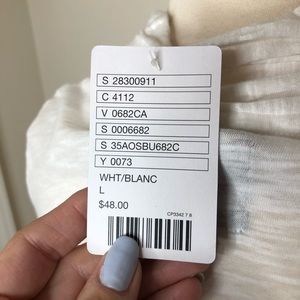 S 28300911
C 4112
V 0682CA
S 0006682
S 35AOSBU682C
Y 0073
WHT/BLANC
L
$48.00
CP3342 7 8